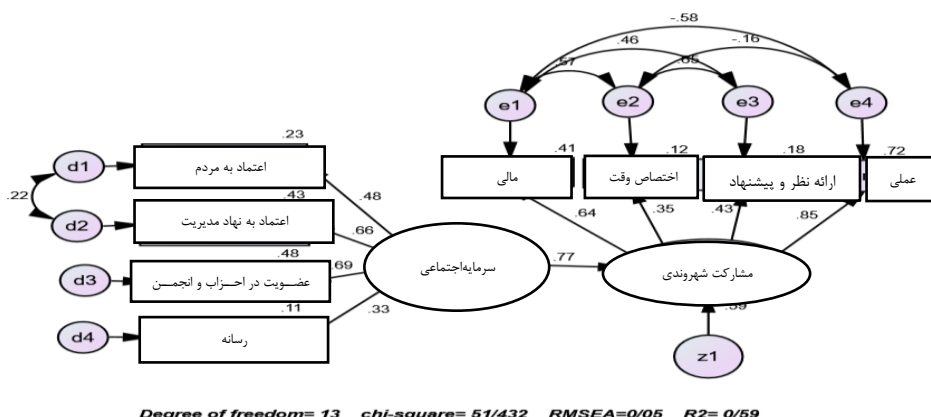 -.58
.46
-.16
.57
.65
e1
e2
e3
e4
.23
.41
.12
.18
.72
d1
اعتماد به مردم
مالی
اختصاص وقت
ارائه نظر و پیشنهاد
عملی
.22
.48
.43
.64
.35
.43
.85
d2
اعتماد به نهاد مدیریت
.66
.48
.69
.77
d3
عضویت در احزاب و انجمن
سرمایه‌اجتماعی
مشارکت شهروندی
.11
.33
.59
d4
رسانه
z1
Degree of freedom= 13 chi-square= 51/432 RMSEA=0/05 R2= 0/59